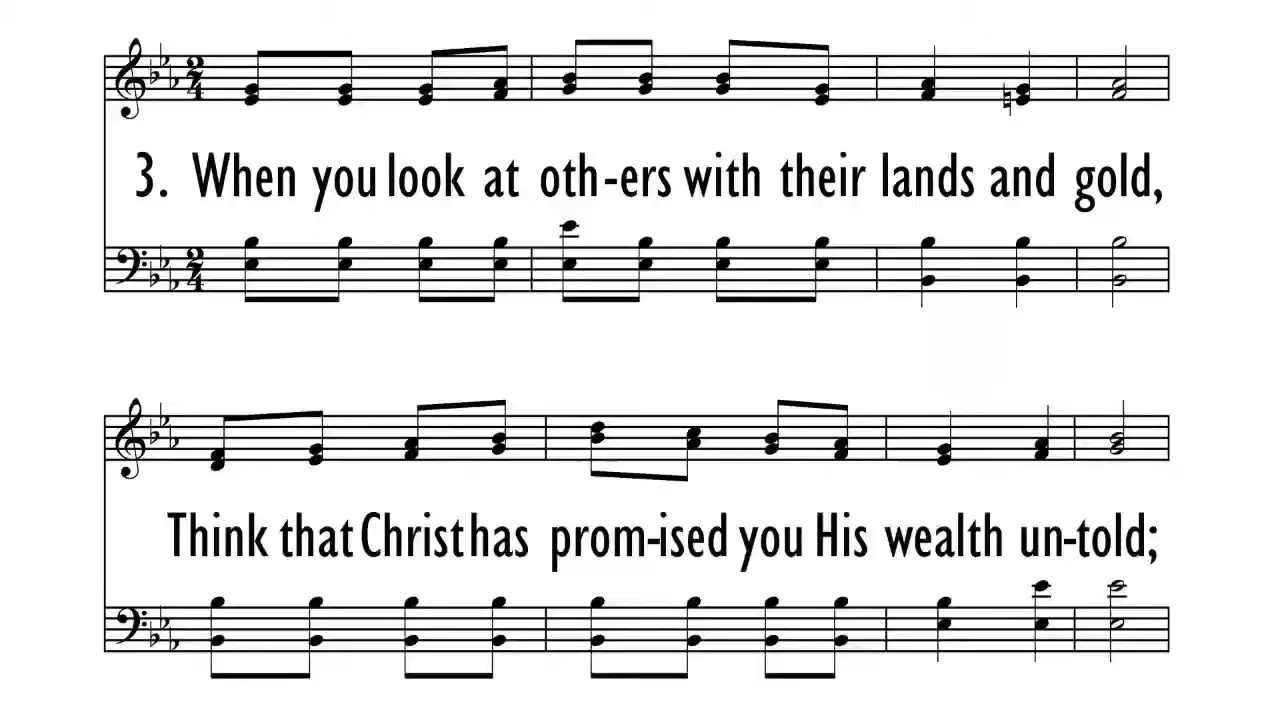 3. When you look at oth-ers with their lands and gold,
Think that Christ has prom-ised you His wealth un-told;